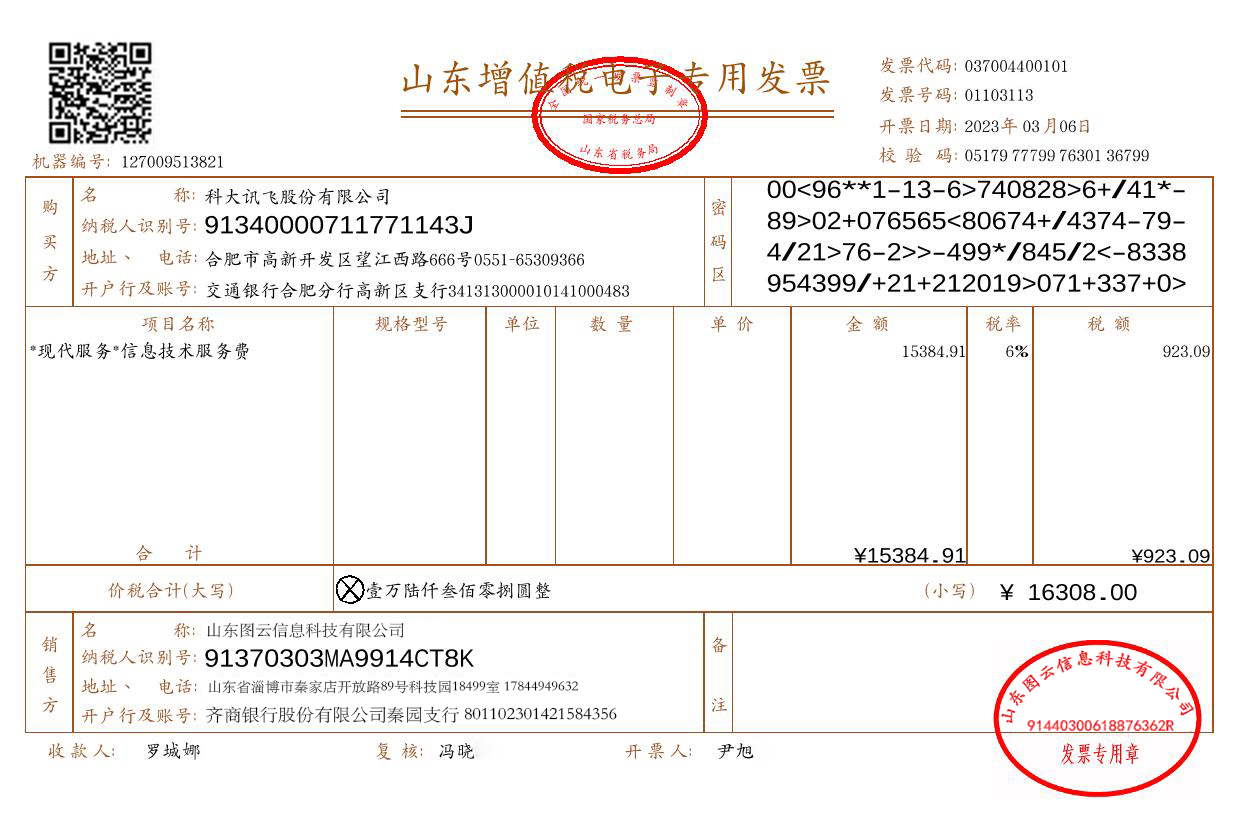 山东增值税电子专用发票
全国统一发票监制章
国家税务总局
山东省税务局
发票代码: 037004400101
发票号码: 01103113
开票日期: 2023年03月06日
校 验 码: 05179 77799 76301 36799
机器编号: 127009513821
购买方
名 称: 科大讯飞股份有限公司
纳税人识别号: 91340000711771143J
地址、 电话: 合肥市高新开发区望江西路666号0551-65309366
开户行及账号: 交通银行合肥分行高新区支行341313000010141000483
密码区
00<96**1-13-6>740828>6+/41*-
89>02+076565<80674+/4374-79-
4/21>76-2>>-499*/845/2<-8338
954399/+21+212019>071+337+0>
项目名称 规格型号 单位 数 量 单 价 金 额 税率 税 额
*现代服务*信息技术服务费 15384.91 6% 923.09
合 计 ¥15384.91 ¥923.09
价税合计(大写) 壹万陆仟叁佰零捌圆整 (小写) ¥ 16308.00
销售方
名 称: 山东图云信息科技有限公司
纳税人识别号: 91370303MA9914CT8K
地址、 电话: 山东省淄博市秦家店开放路89号科技园18499室 17844949632
开户行及账号: 齐商银行股份有限公司秦园支行 801102301421584356
备注
山东图云信息科技有限公司
91440300618876362R
发票专用章
收款人: 罗城娜 复核: 冯晓 开票人: 尹旭